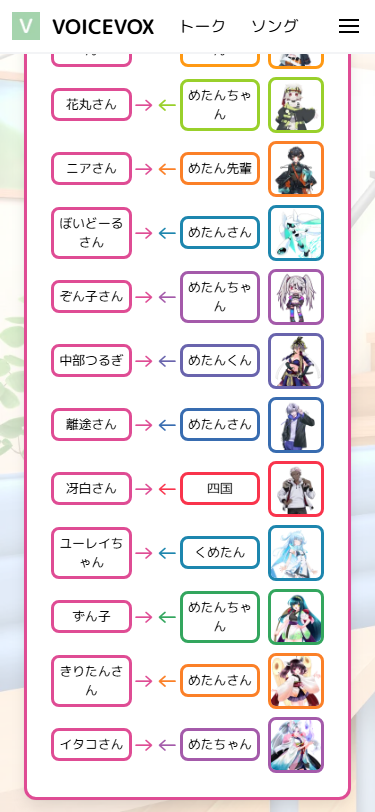 V VOICEVOX トーク ソング
ん ん
花丸さん → ← めたんちゃ
ん
ニアさん → ← めたん先輩
ぼいどーる
さん → ← めたんさん
ぞん子さん → ← めたんちゃ
ん
中部つるぎ → ← めたんくん
離途さん → ← めたんさん
冴白さん → ← 四国
ユーレイち
ゃん → ← くめたん
ずん子 → ← めたんちゃ
ん
きりたんさ
ん → ← めたんさん
イタコさん → ← めたちゃん